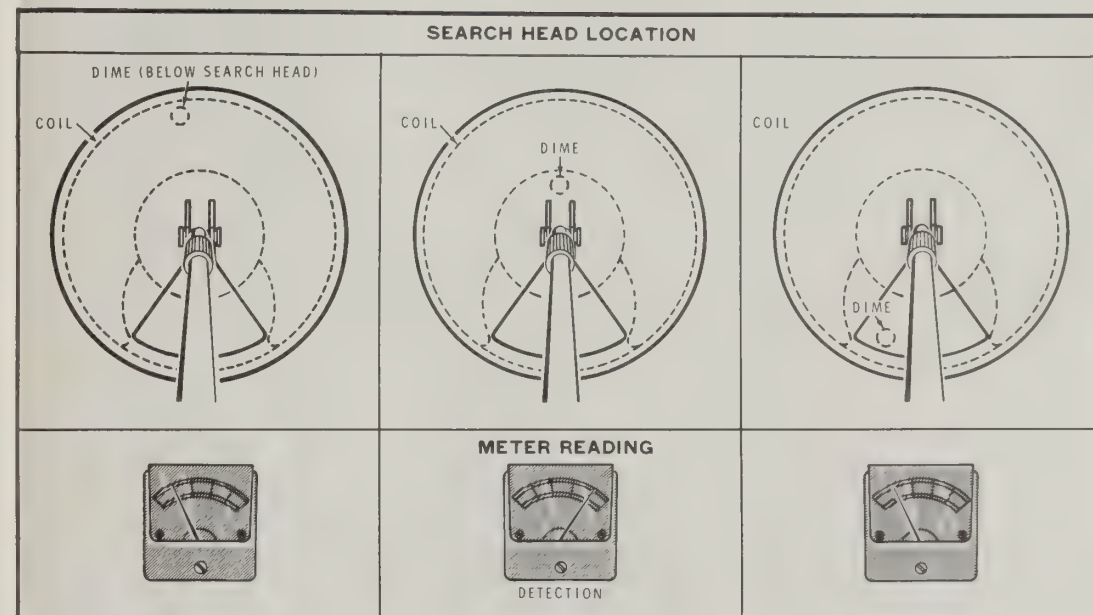 SEARCH HEAD LOCATION
DIME (BELOW SEARCH HEAD)
COIL
COIL
DIME
COIL
DIME
METER READING
DETECTION